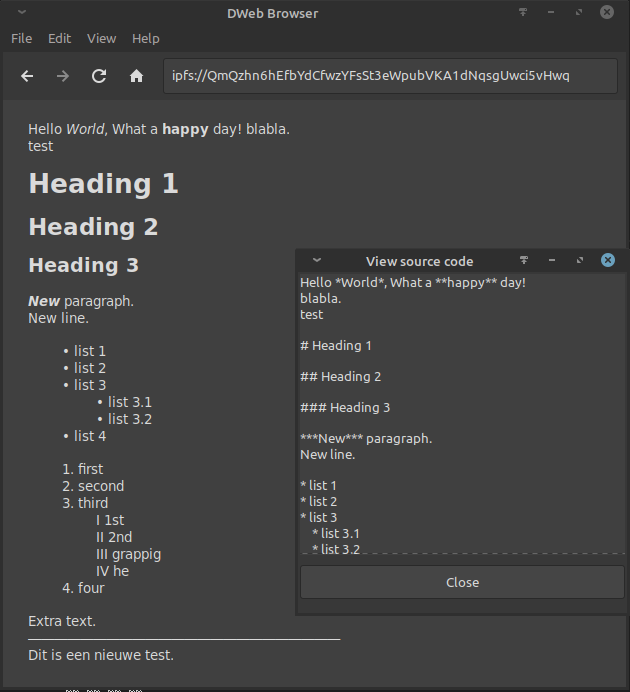 DWeb Browser
File Edit View Help
ipfs://QmQzhn6hEfbYdCfwzYFsSt3eWpubVKA1dNqsgUwci5vHwq
Hello World, What a happy day! blabla.
test
Heading 1
Heading 2
Heading 3
New paragraph.
New line.
• list 1
• list 2
• list 3
• list 3.1
• list 3.2
• list 4
1. first
2. second
3. third
I 1st
II 2nd
III grappig
IV he
4. four
Extra text.
Dit is een nieuwe test.
View source code
Hello *World*, What a **happy** day!
blabla.
test
# Heading 1
## Heading 2
### Heading 3
***New*** paragraph.
New line.
* list 1
* list 2
* list 3
* list 3.1
* list 3.2
Close